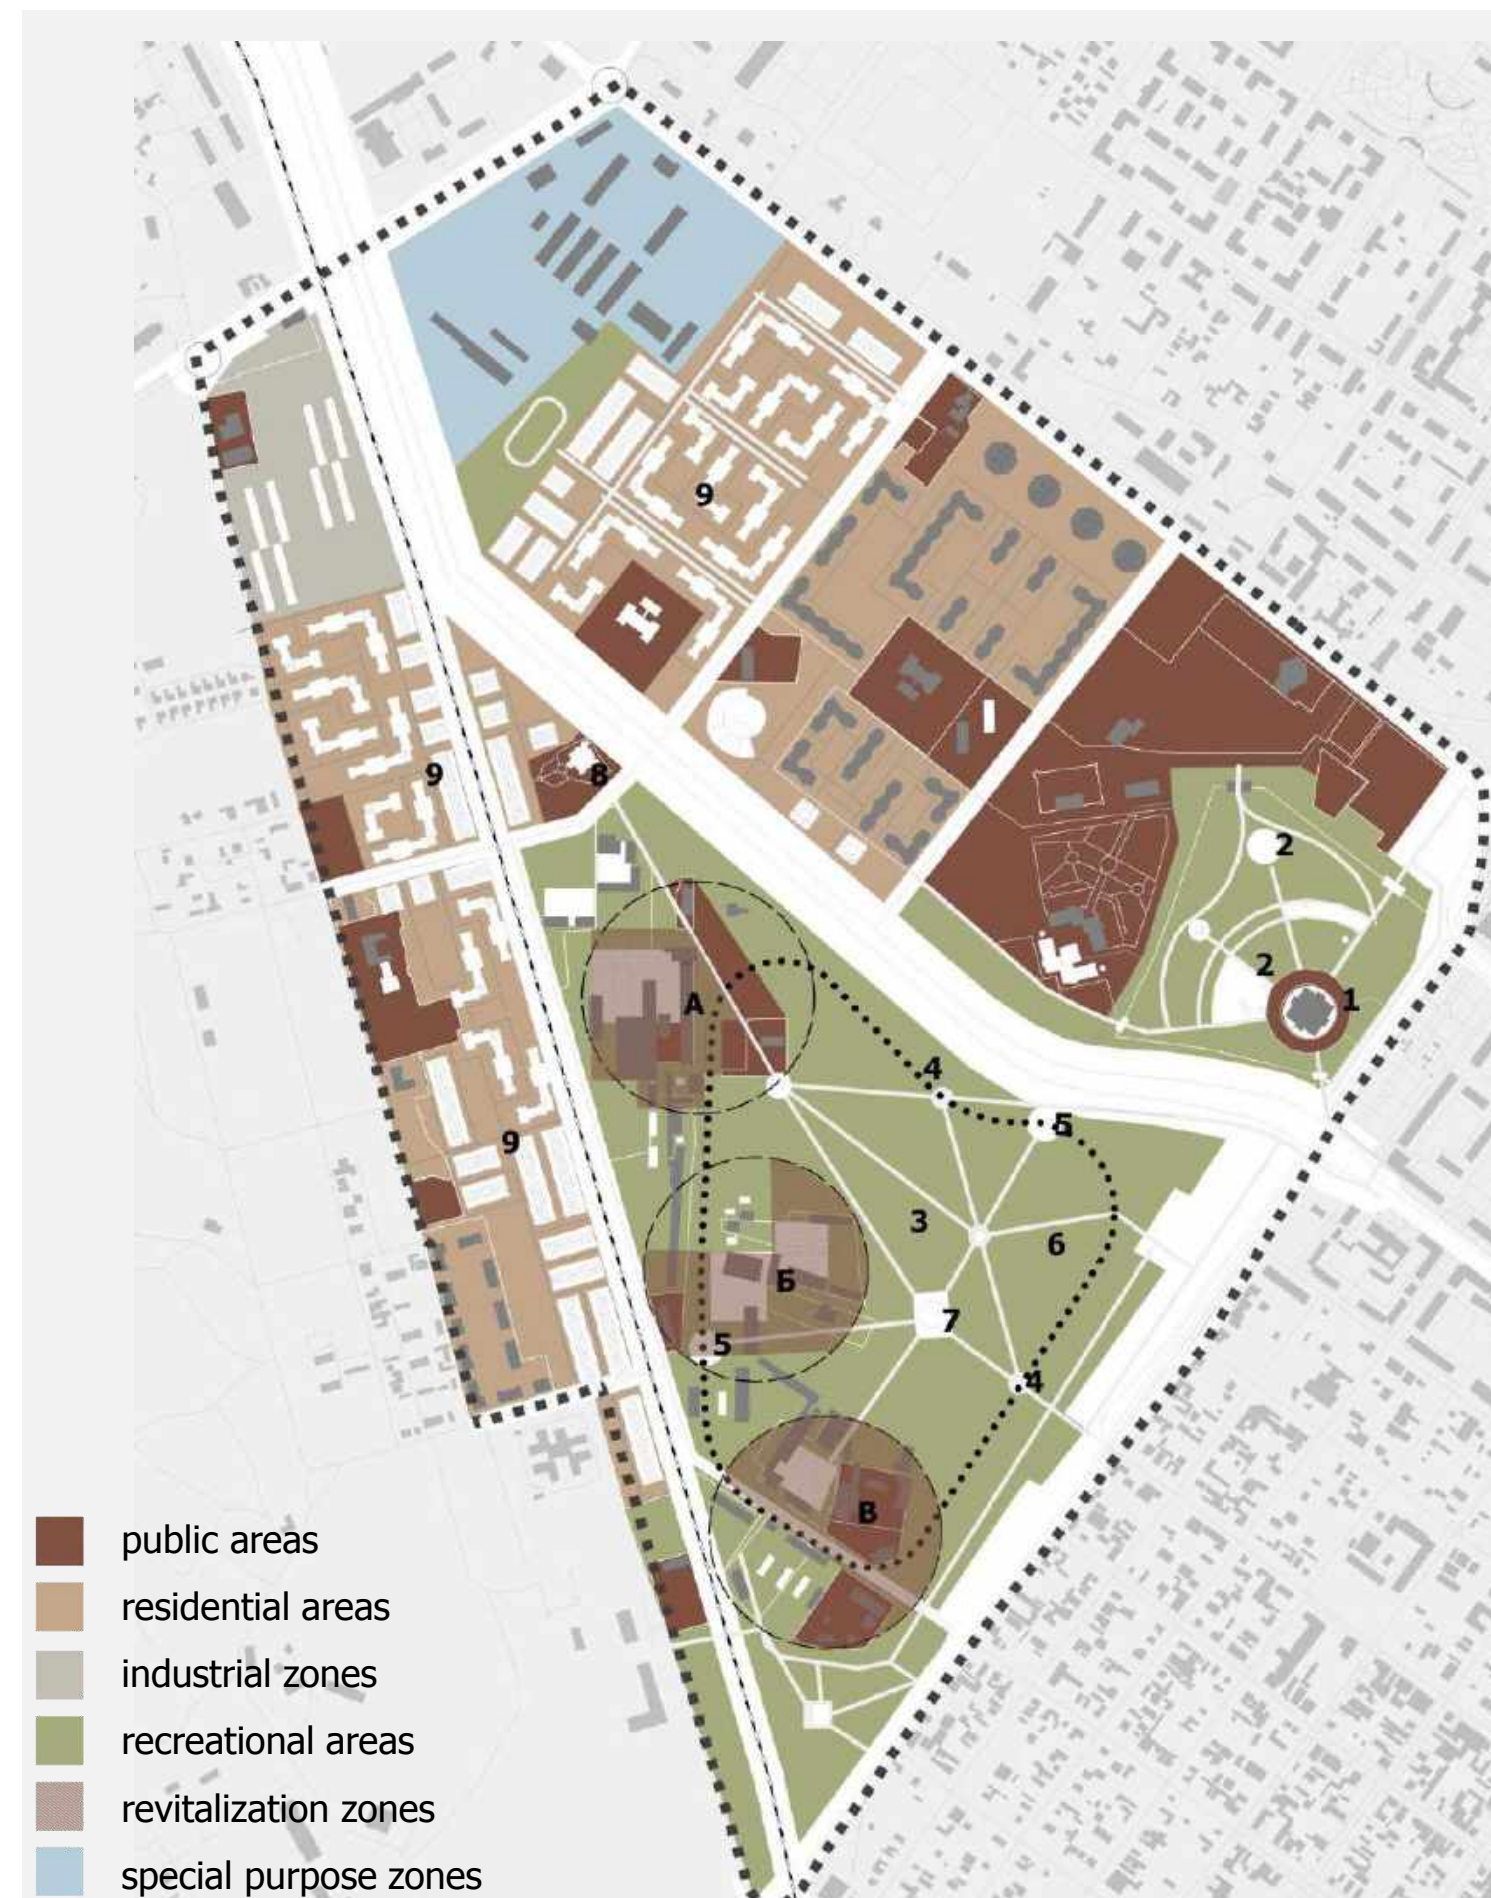 9
9
8
2
2
1
А
4
5
3
6
9
Б
7
5
4
В
public areas
residential areas
industrial zones
recreational areas
revitalization zones
special purpose zones